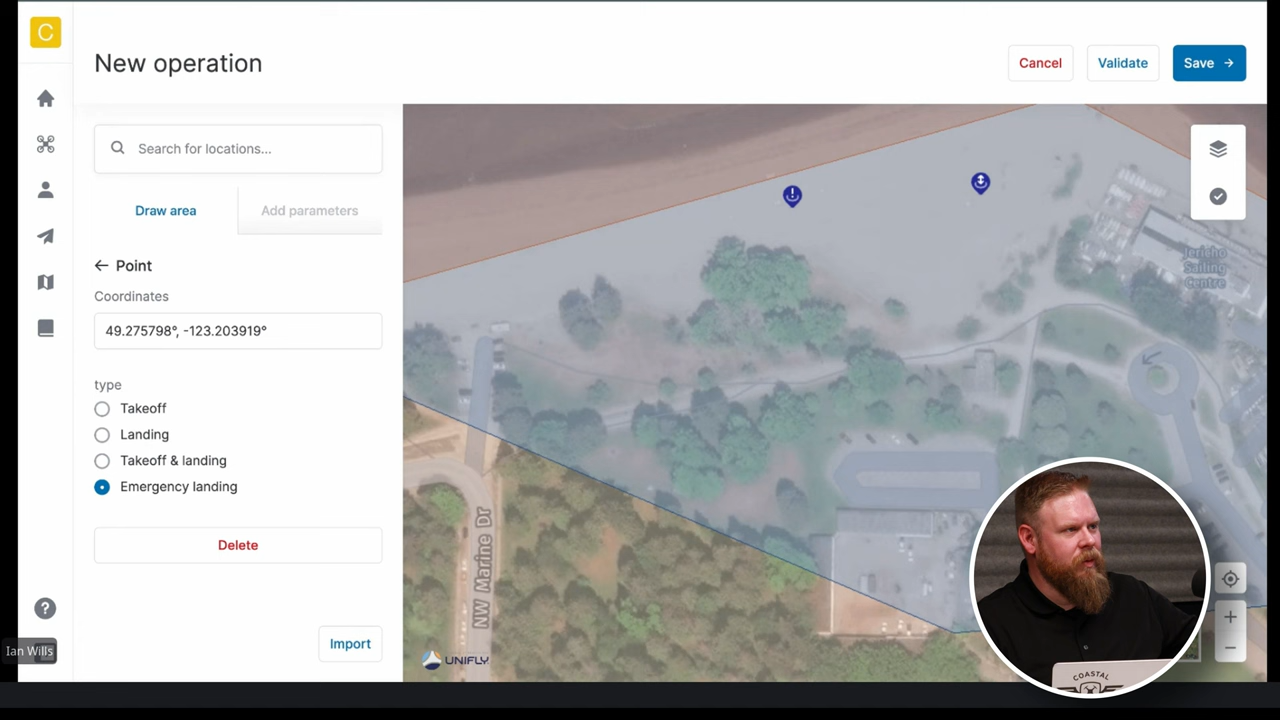 C
New operation
Cancel
Validate
Save
Search for locations...
Draw area
Add parameters
Point
Coordinates
49.275798°, -123.203919°
type
Takeoff
Landing
Takeoff & landing
Emergency landing
Delete
Import
Jericho
Sailing
Centre
NW Marine Dr
UNIFLY
Ian Wills
COASTAL